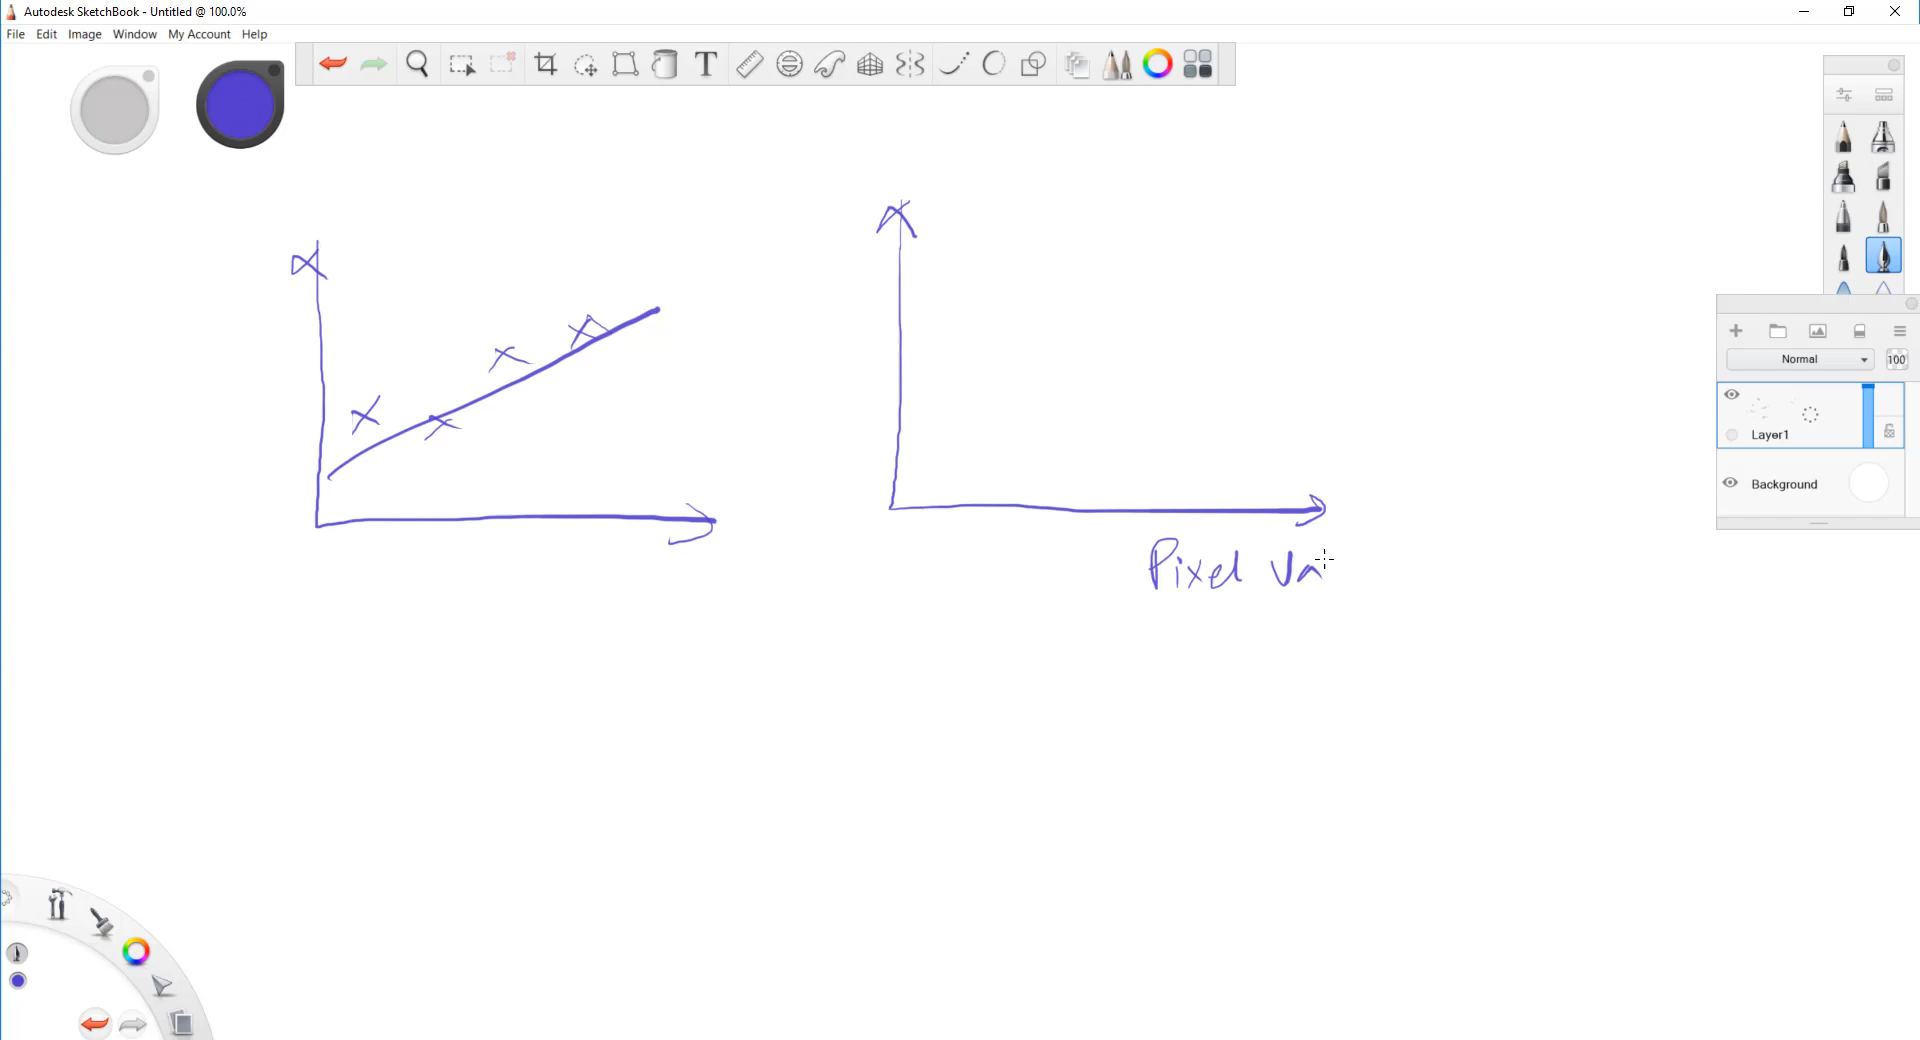 Autodesk SketchBook - Untitled @ 100.0%
File Edit Image Window My Account Help
T
Normal 100
Layer1
Background
Pixel Va